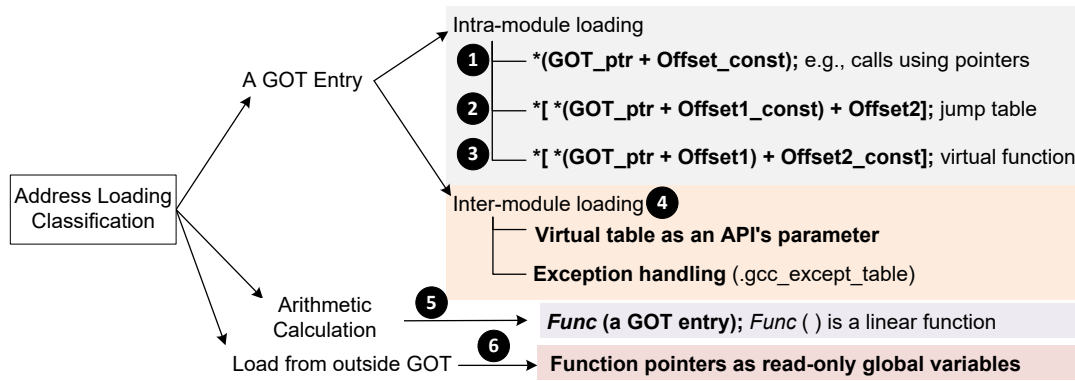 Intra-module loading
1 *(GOT_ptr + Offset_const); e.g., calls using pointers
A GOT Entry
2 *[ *(GOT_ptr + Offset1_const) + Offset2]; jump table
3 *[ *(GOT_ptr + Offset1) + Offset2_const]; virtual function
Address Loading
Classification
Inter-module loading 4
Virtual table as an API's parameter
Exception handling (.gcc_except_table)
Arithmetic
Calculation
5
Func (a GOT entry); Func ( ) is a linear function
Load from outside GOT
6
Function pointers as read-only global variables